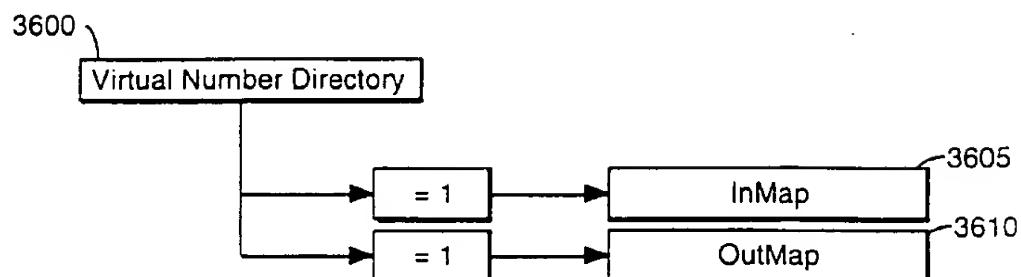 3600
Virtual Number Directory
= 1
InMap
3605
= 1
OutMap
3610